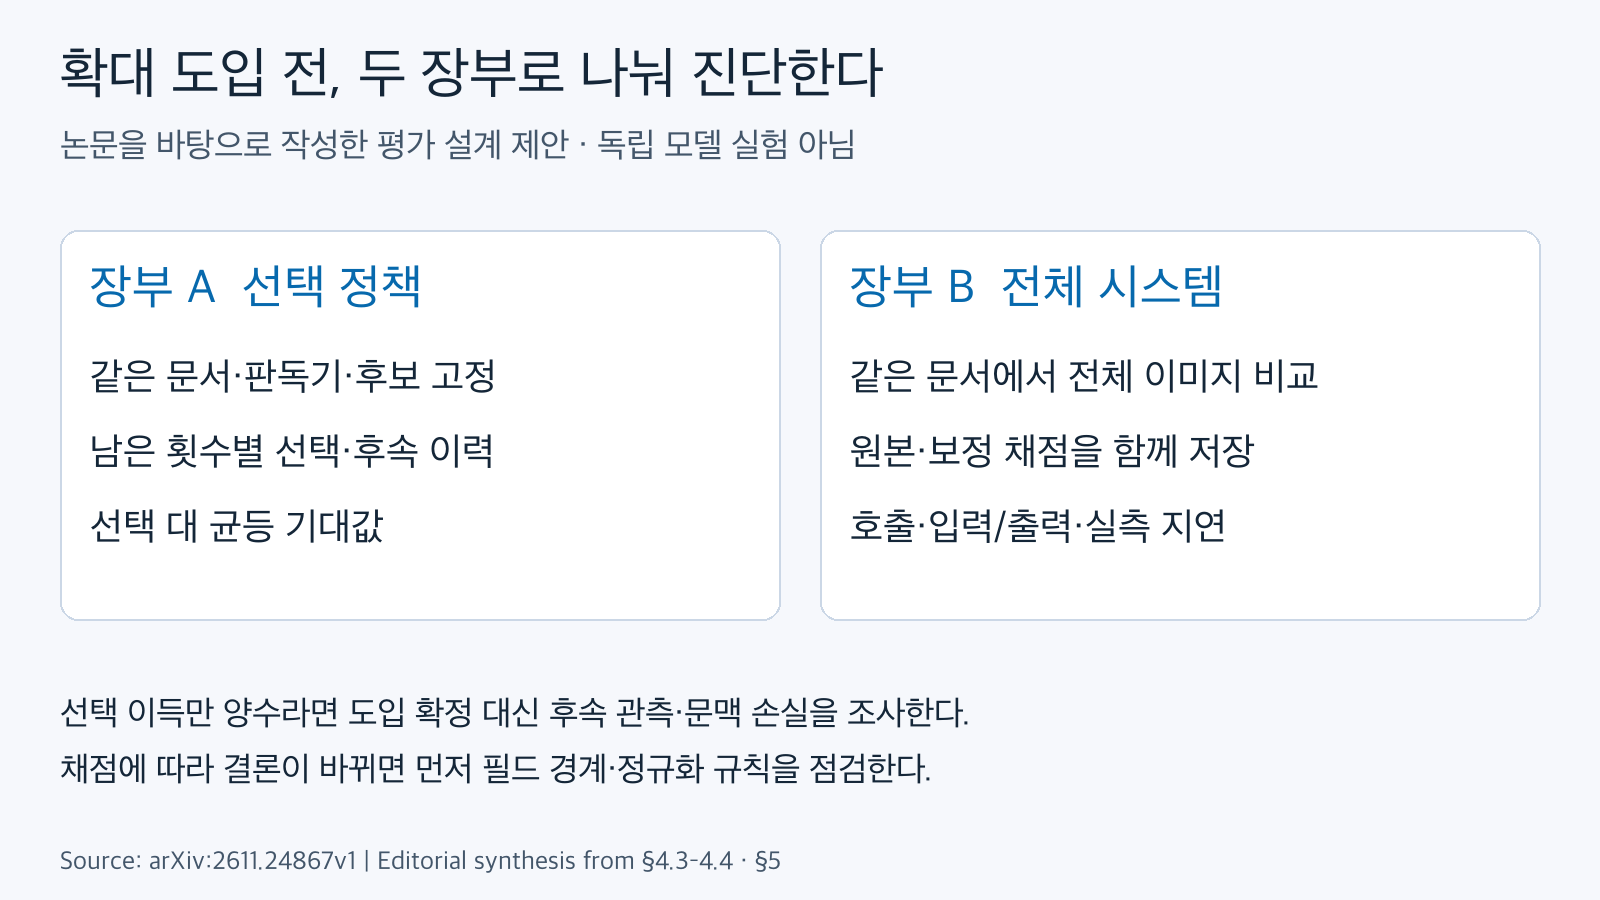 확대 도입 전, 두 장부로 나눠 진단한다
논문을 바탕으로 작성한 평가 설계 제안 · 독립 모델 실험 아님
장부 A 선택 정책
같은 문서·판독기·후보 고정
남은 횟수별 선택·후속 이력
선택 대 균등 기대값
장부 B 전체 시스템
같은 문서에서 전체 이미지 비교
원본·보정 채점을 함께 저장
호출·입력/출력·실측 지연
선택 이득만 양수라면 도입 확정 대신 후속 관측·문맥 손실을 조사한다.
채점에 따라 결론이 바뀌면 먼저 필드 경계·정규화 규칙을 점검한다.
Source: arXiv:2611.24867v1 | Editorial synthesis from §4.3-4.4 · §5